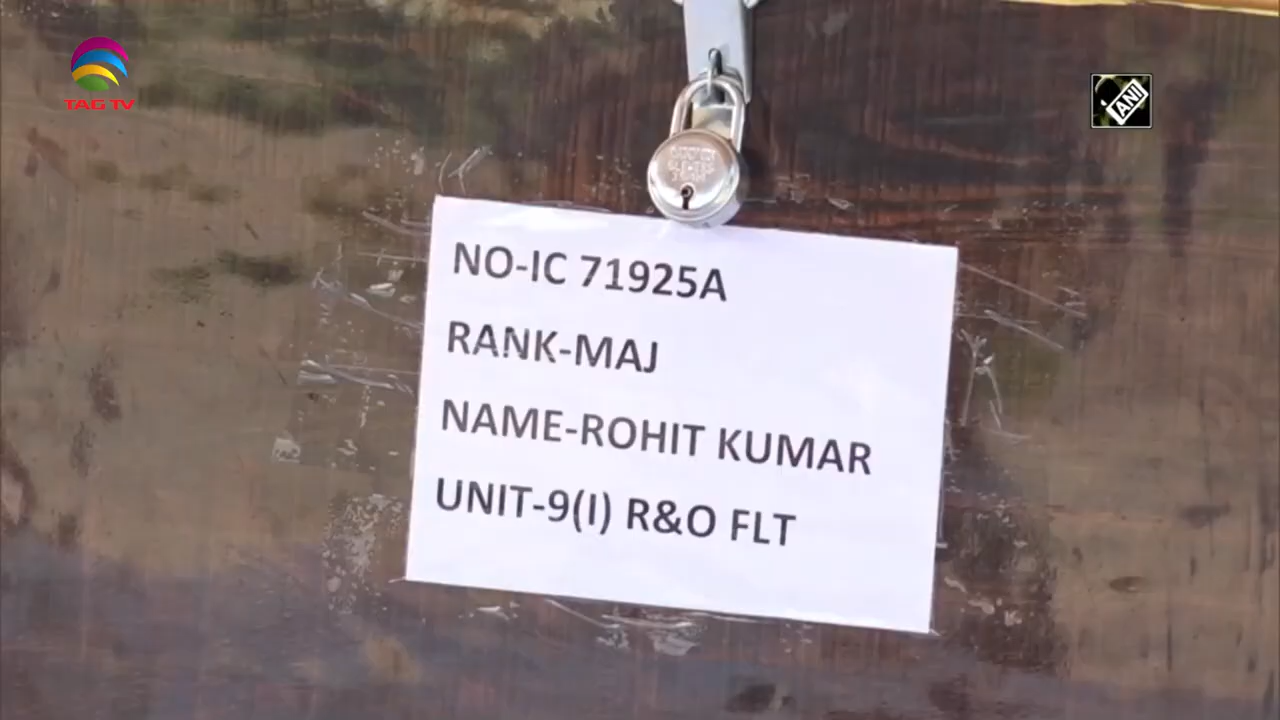 TAG TV
ANI
NO-IC 71925A
RANK-MAJ
NAME-ROHIT KUMAR
UNIT-9(I) R&O FLT